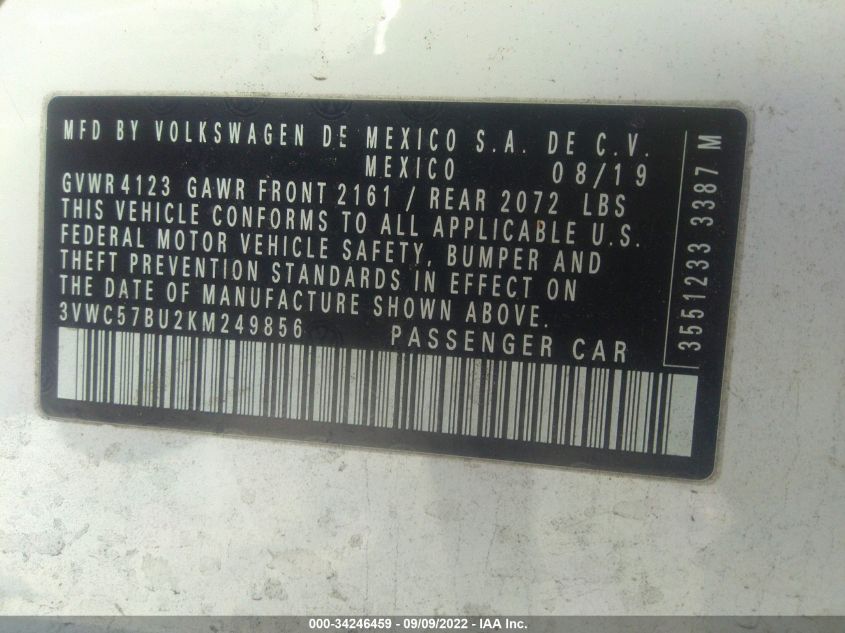 MFD BY VOLKSWAGEN DE MEXICO S.A. DE C.V.
MEXICO 08/19
GVWR 4123 GAWR FRONT 2161 / REAR 2072 LBS
THIS VEHICLE CONFORMS TO ALL APPLICABLE U.S.
FEDERAL MOTOR VEHICLE SAFETY, BUMPER AND
THEFT PREVENTION STANDARDS IN EFFECT ON
THE DATE OF MANUFACTURE SHOWN ABOVE.
3VWC57BU2KM249856 PASSENGER CAR
3551233 3387 M
000-34246459 - 09/09/2022 - IAA Inc.